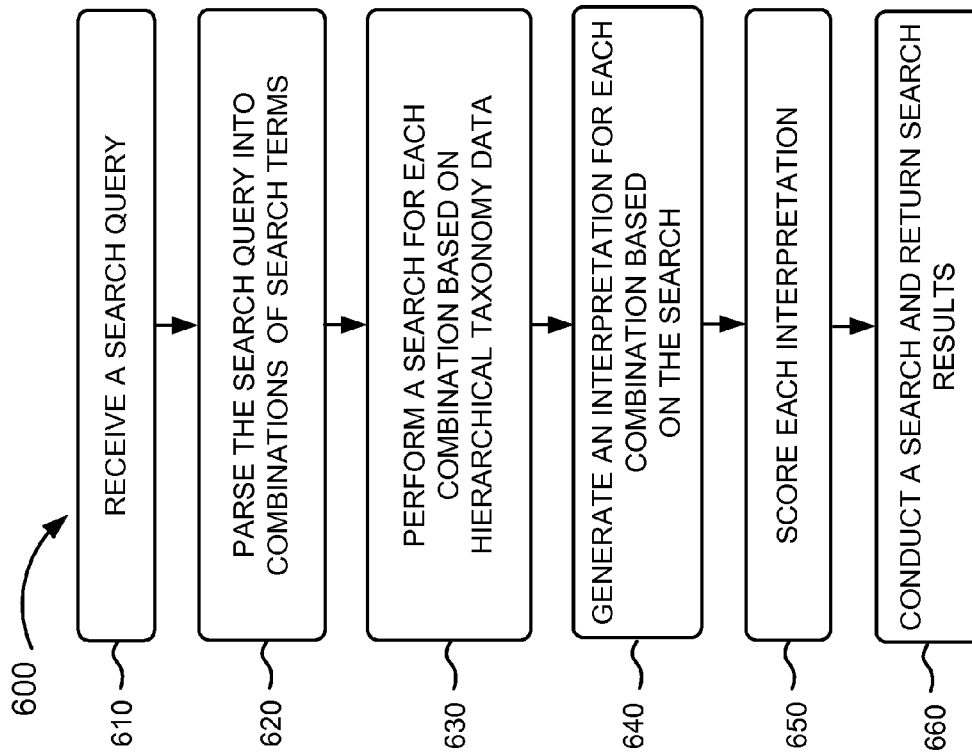 600
610
RECEIVE A SEARCH QUERY
620
PARSE THE SEARCH QUERY INTO
COMBINATIONS OF SEARCH TERMS
630
PERFORM A SEARCH FOR EACH
COMBINATION BASED ON
HIERARCHICAL TAXONOMY DATA
640
GENERATE AN INTERPRETATION FOR EACH
COMBINATION BASED
ON THE SEARCH
650
SCORE EACH INTERPRETATION
660
CONDUCT A SEARCH AND RETURN SEARCH
RESULTS